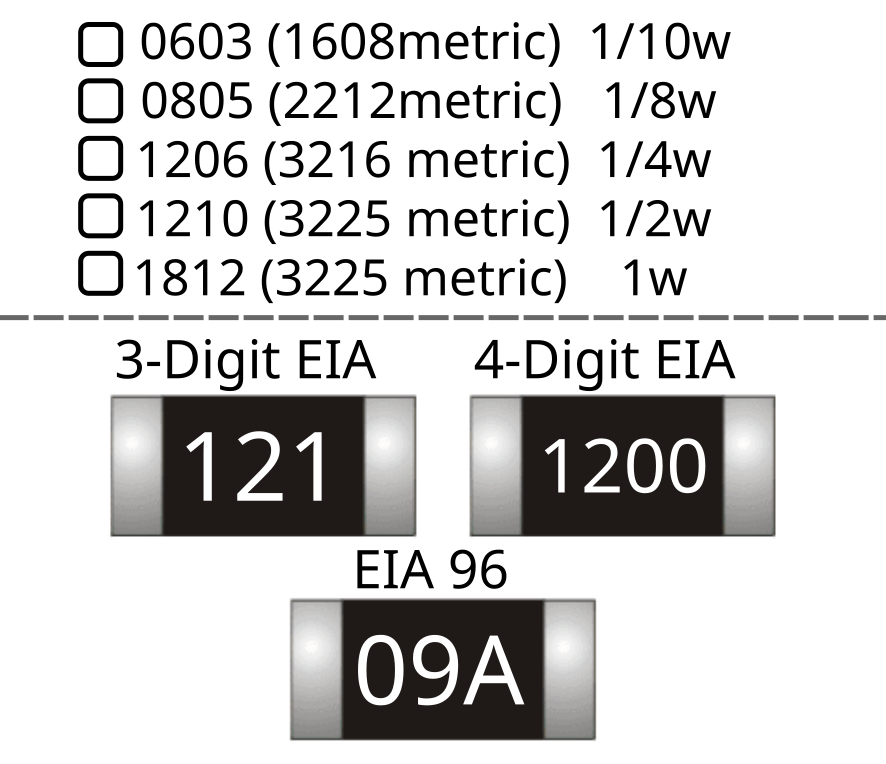 0603 (1608metric) 1/10w
0805 (2212metric) 1/8w
1206 (3216 metric) 1/4w
1210 (3225 metric) 1/2w
1812 (3225 metric) 1w
3-Digit EIA 4-Digit EIA
121 1200
EIA 96
09A